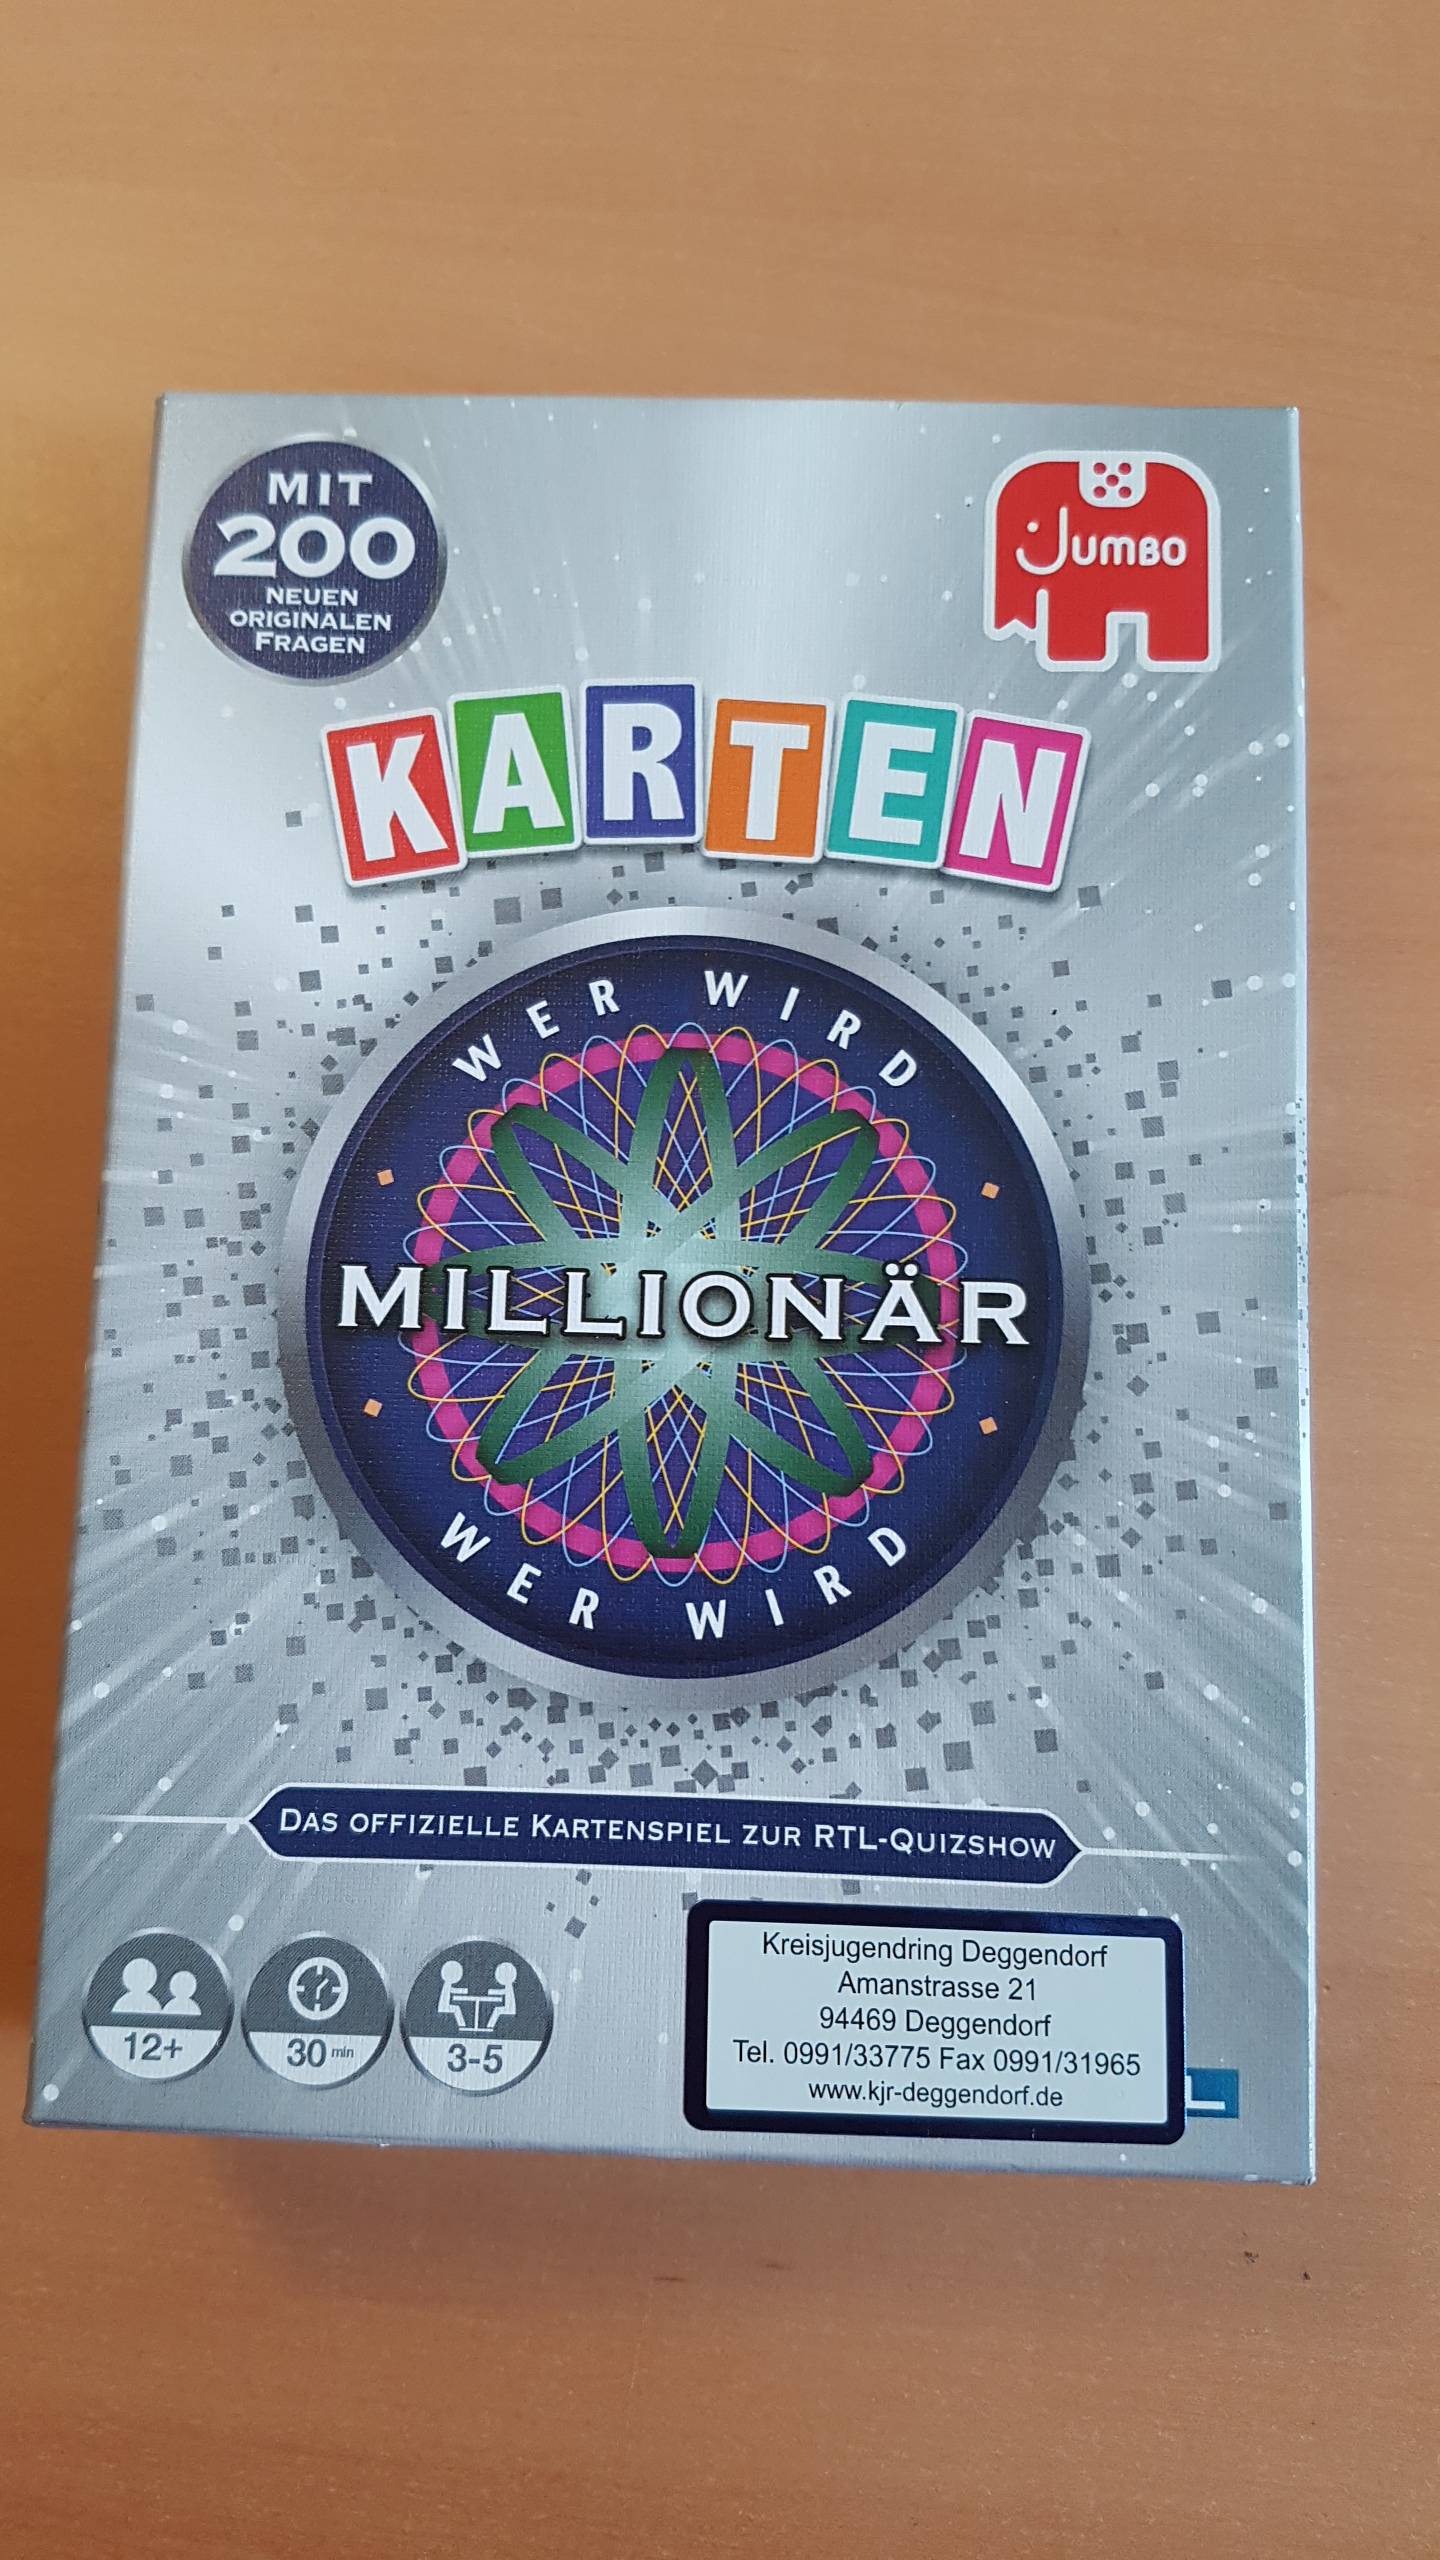 MIT
200
NEUEN
ORIGINALEN
FRAGEN
JUMBO
KARTEN
WER WIRD
MILLIONÄR
WER WIRD
DAS OFFIZIELLE KARTENSPIEL ZUR RTL-QUIZSHOW
12+
30 min
3-5
Kreisjugendring Deggendorf
Amanstrasse 21
94469 Deggendorf
Tel. 0991/33775 Fax 0991/31965
www.kjr-deggendorf.de
L